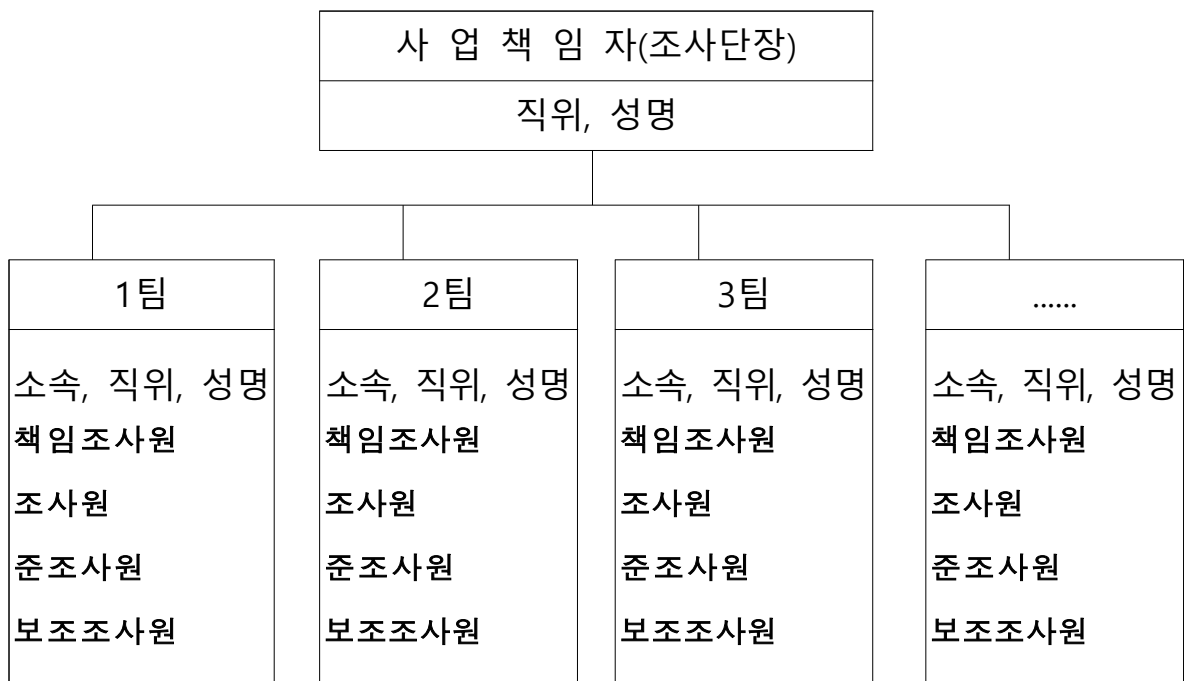 사 업 책 임 자(조사단장)
직위, 성명
1팀
소속, 직위, 성명
책임조사원
조사원
준조사원
보조조사원
2팀
소속, 직위, 성명
책임조사원
조사원
준조사원
보조조사원
3팀
소속, 직위, 성명
책임조사원
조사원
준조사원
보조조사원
......
소속, 직위, 성명
책임조사원
조사원
준조사원
보조조사원